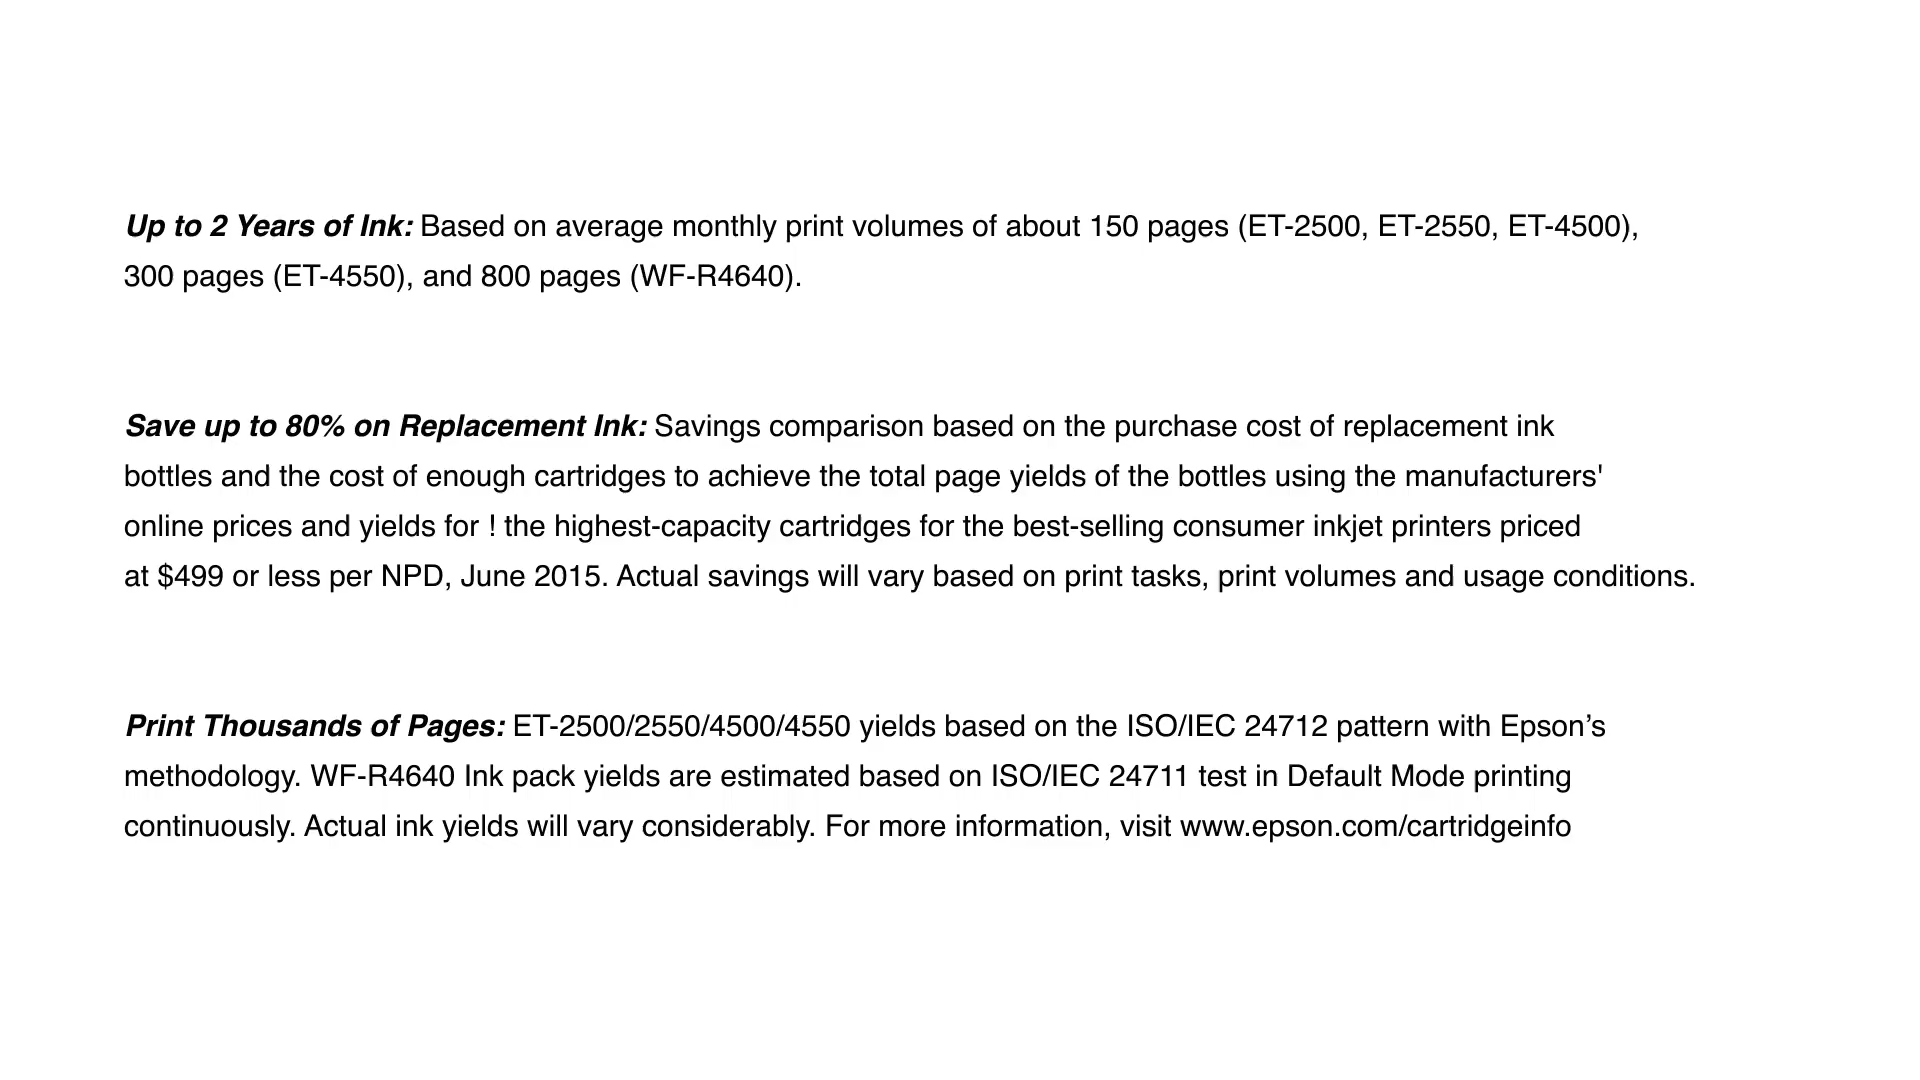 Up to 2 Years of Ink: Based on average monthly print volumes of about 150 pages (ET-2500, ET-2550, ET-4500),
300 pages (ET-4550), and 800 pages (WF-R4640).
Save up to 80% on Replacement Ink: Savings comparison based on the purchase cost of replacement ink
bottles and the cost of enough cartridges to achieve the total page yields of the bottles using the manufacturers'
online prices and yields for ! the highest-capacity cartridges for the best-selling consumer inkjet printers priced
at $499 or less per NPD, June 2015. Actual savings will vary based on print tasks, print volumes and usage conditions.
Print Thousands of Pages: ET-2500/2550/4500/4550 yields based on the ISO/IEC 24712 pattern with Epson’s
methodology. WF-R4640 Ink pack yields are estimated based on ISO/IEC 24711 test in Default Mode printing
continuously. Actual ink yields will vary considerably. For more information, visit www.epson.com/cartridgeinfo